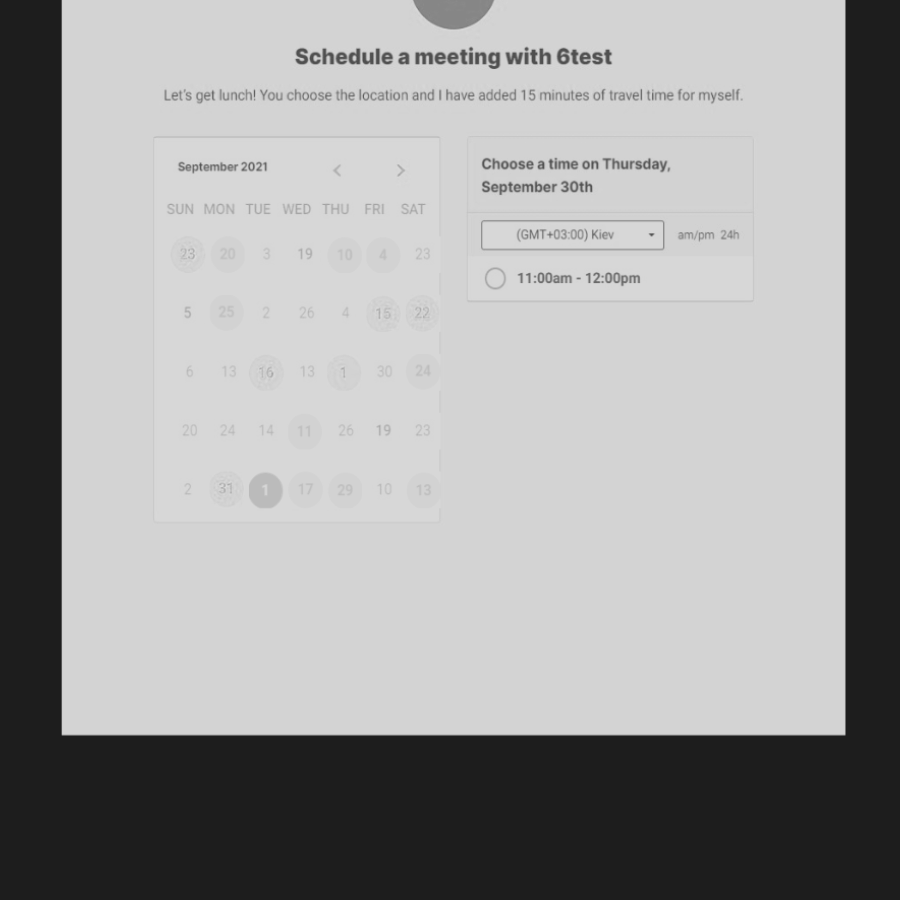 Schedule a meeting with 6test
Let's get lunch! You choose the location and I have added 15 minutes of travel time for myself.
September 2021
SUN MON TUE WED THU FRI SAT
23 20 3 19 10 4 23
5 25 2 26 4 15 22
6 13 16 13 1 30 24
20 24 14 11 26 19 23
2 31 1 17 29 10 13
Choose a time on Thursday,
September 30th
(GMT+03:00) Kiev am/pm 24h
11:00am - 12:00pm